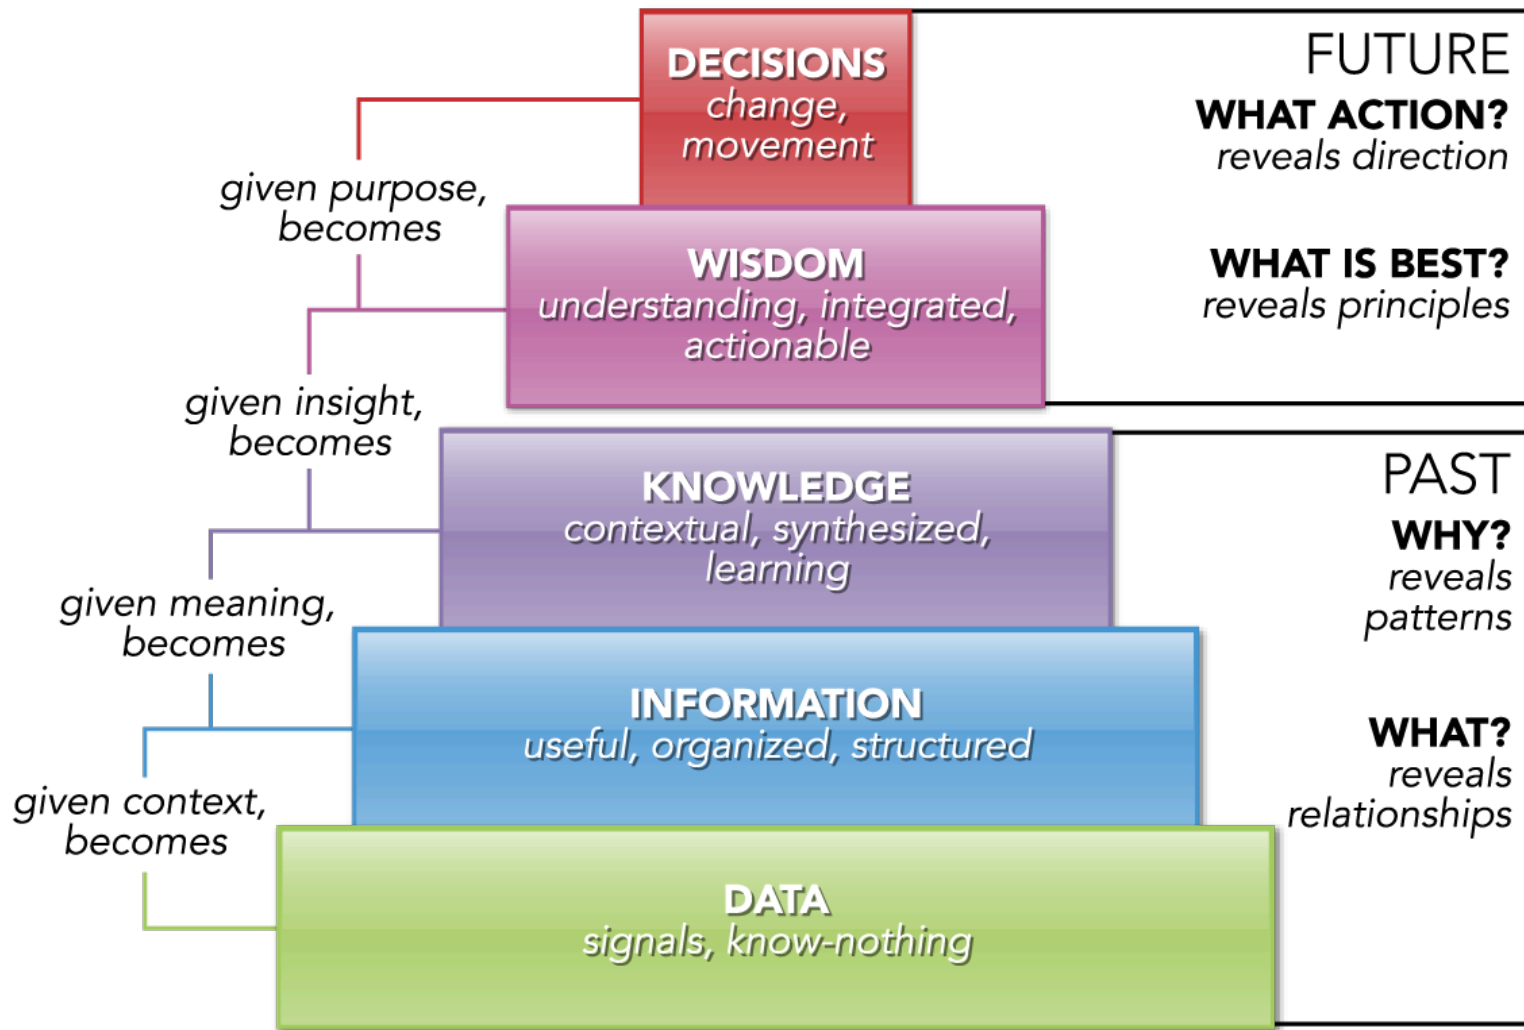 DECISIONS
change,
movement
FUTURE
WHAT ACTION?
reveals direction
given purpose,
becomes
WISDOM
understanding, integrated,
actionable
WHAT IS BEST?
reveals principles
given insight,
becomes
KNOWLEDGE
contextual, synthesized,
learning
PAST
WHY?
reveals
patterns
given meaning,
becomes
INFORMATION
useful, organized, structured
WHAT?
reveals
relationships
given context,
becomes
DATA
signals, know-nothing